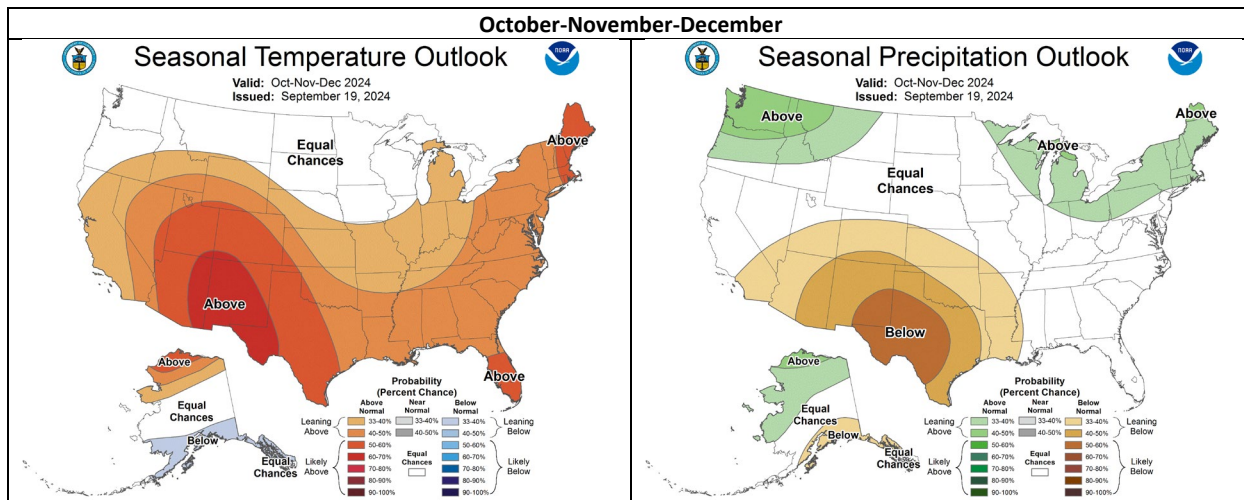 October-November-December
Seasonal Temperature Outlook
NOAA
Valid: Oct-Nov-Dec 2024
Issued: September 19, 2024
Equal
Chances
Above
Above
Above
Above
Equal
Chances
Below
Equal
Chances
Probability
(Percent Chance)
Above
Normal
Near
Normal
Below
Normal
Leaning
Above
33-40%
33-40%
33-40%
Leaning
Below
40-50%
40-50%
40-50%
Likely
Above
50-60%
50-60%
Likely
Below
60-70%
Equal
Chances
60-70%
70-80%
70-80%
80-90%
80-90%
90-100%
90-100%
Seasonal Precipitation Outlook
NOAA
Valid: Oct-Nov-Dec 2024
Issued: September 19, 2024
Above
Above
Above
Equal
Chances
Below
Above
Equal
Chances
Below
Equal
Chances
Probability
(Percent Chance)
Above
Normal
Near
Normal
Below
Normal
Leaning
Above
33-40%
33-40%
33-40%
Leaning
Below
40-50%
40-50%
40-50%
Likely
Above
50-60%
50-60%
Likely
Below
60-70%
Equal
Chances
60-70%
70-80%
70-80%
80-90%
80-90%
90-100%
90-100%